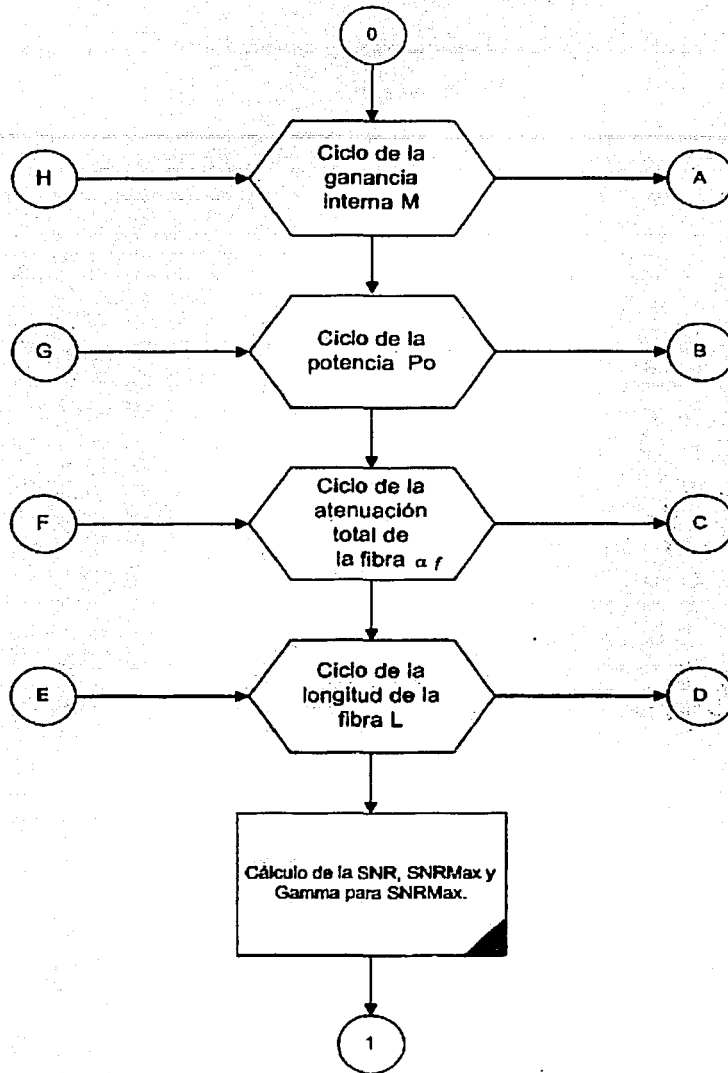 0
H
Ciclo de la
ganancia
interna M
A
G
Ciclo de la
potencia Po
B
F
Ciclo de la
atenuación
total de
la fibra α f
C
E
Ciclo de la
longitud de la
fibra L
D
Cálculo de la SNR, SNRMax y
Gamma para SNRMax.
1